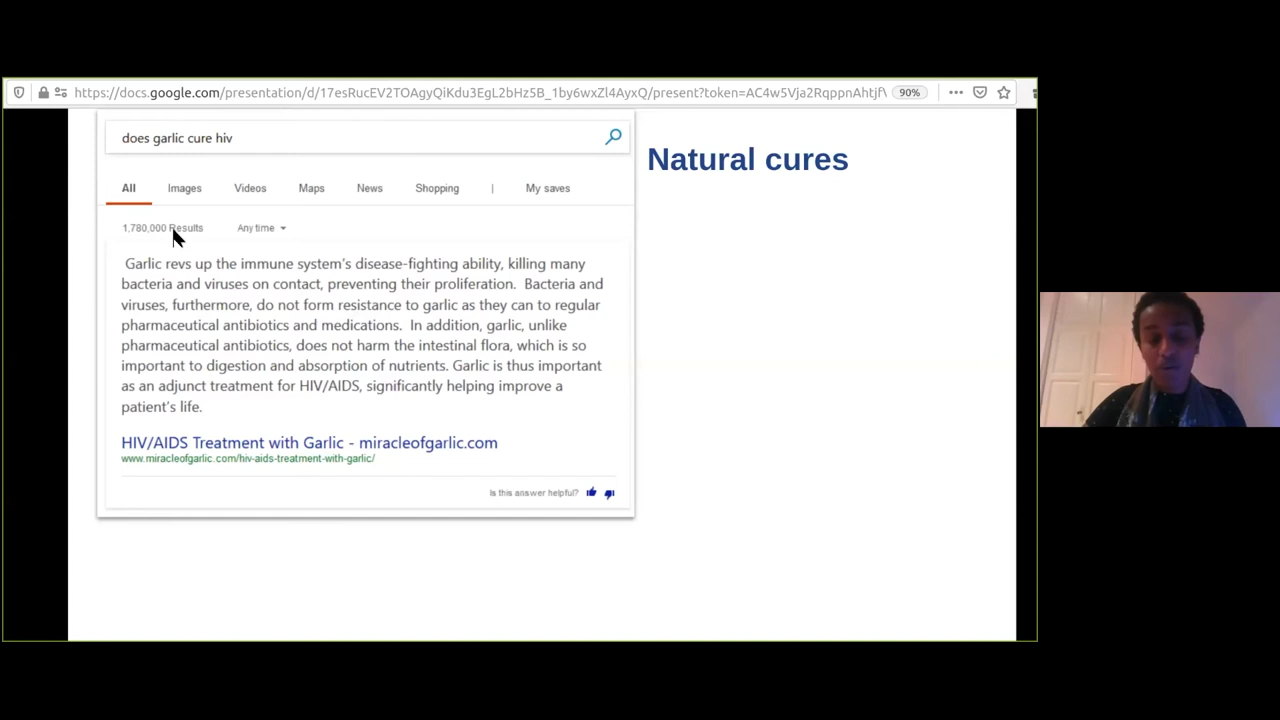 https://docs.google.com/presentation/d/17esRucEV2TOAgyQiKdu3EgL2bHz5B_1by6wxZl4AyxQ/present?token=AC4w5Vja2RqppnAhtjf\ 90%
does garlic cure hiv
Natural cures
All Images Videos Maps News Shopping | My saves
1,780,000 Results Any time
Garlic revs up the immune system's disease-fighting ability, killing many
bacteria and viruses on contact, preventing their proliferation. Bacteria and
viruses, furthermore, do not form resistance to garlic as they can to regular
pharmaceutical antibiotics and medications. In addition, garlic, unlike
pharmaceutical antibiotics, does not harm the intestinal flora, which is so
important to digestion and absorption of nutrients. Garlic is thus important
as an adjunct treatment for HIV/AIDS, significantly helping improve a
patient's life.
HIV/AIDS Treatment with Garlic - miracleofgarlic.com
www.miracleofgarlic.com/hiv-aids-treatment-with-garlic/
Is this answer helpful?